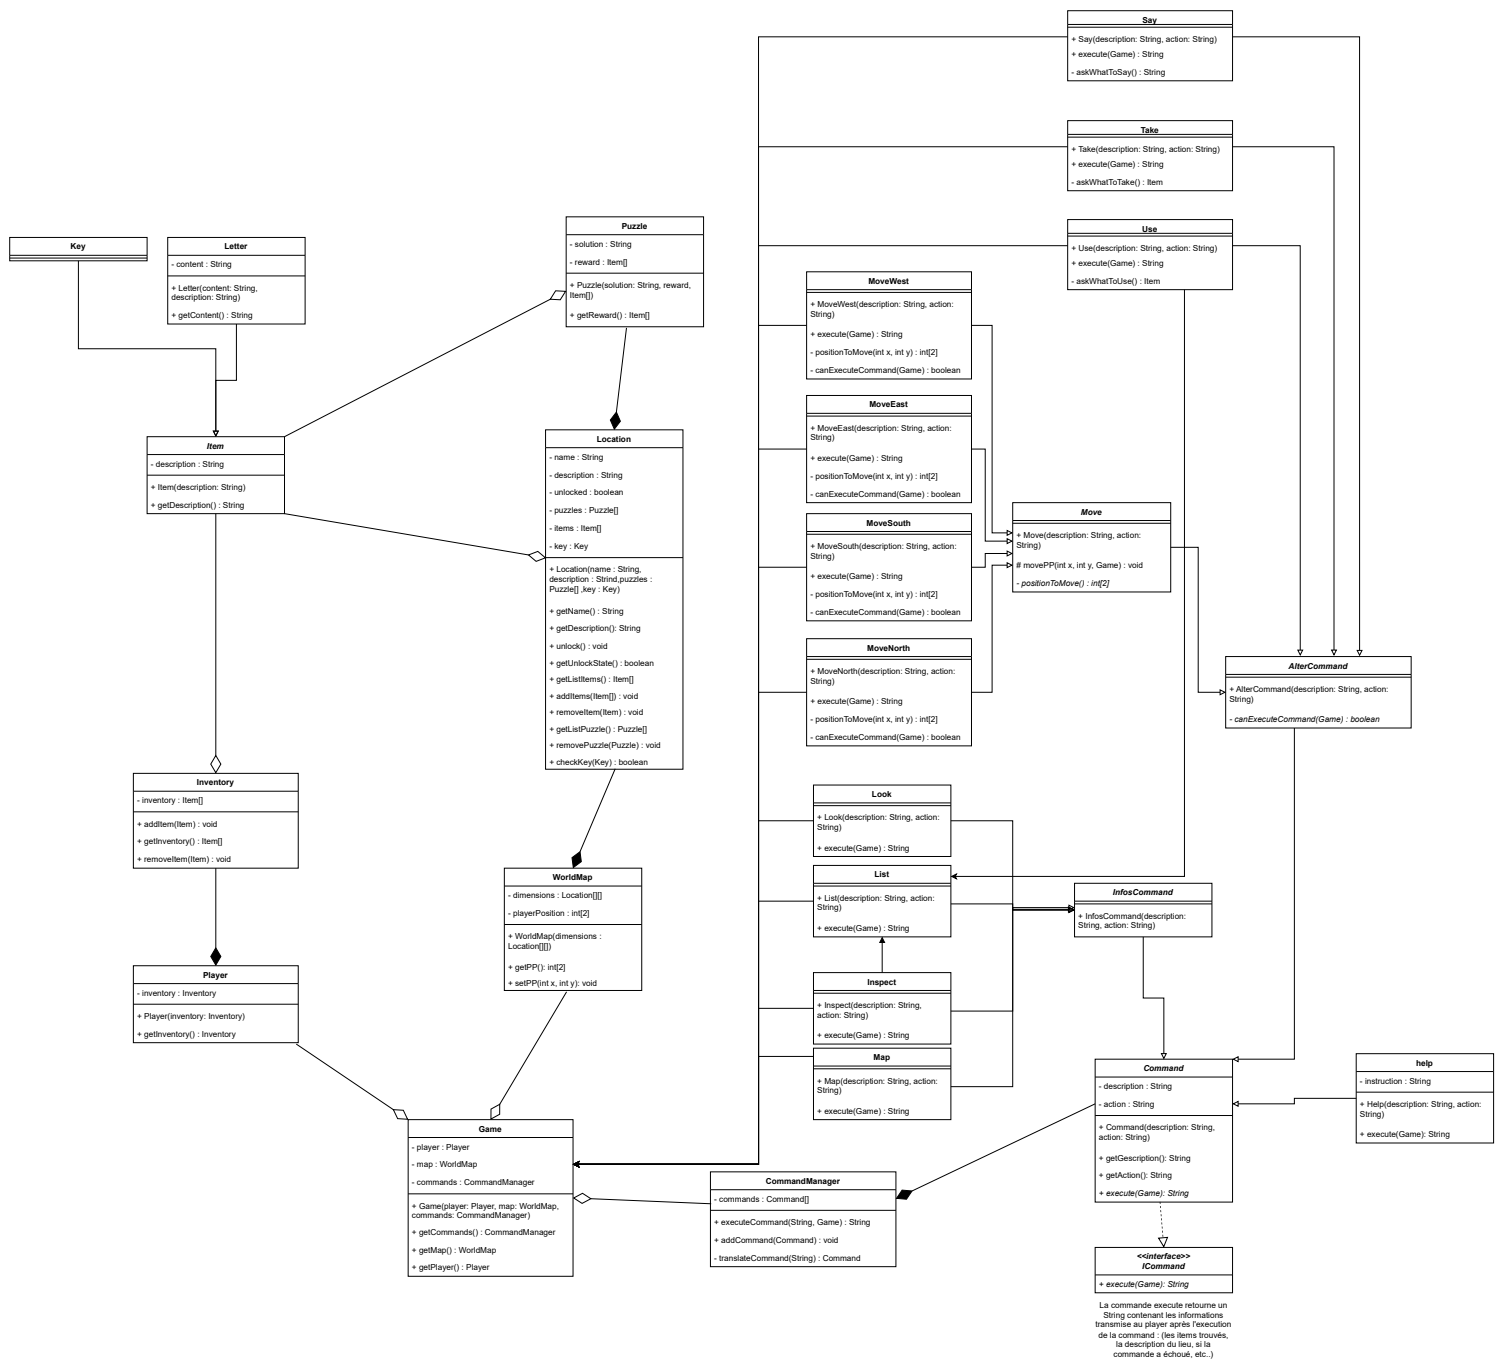 Say
+ Say(description: String, action: String)
+ execute(Game) : String
- askWhatToSay() : String
Take
+ Take(description: String, action: String)
+ execute(Game) : String
- askWhatToTake() : Item
Use
+ Use(description: String, action: String)
+ execute(Game) : String
- askWhatToUse() : Item
Key
Letter
- content : String
+ Letter(content: String,
description: String)
+ getContent() : String
Puzzle
- solution : String
- reward : Item[]
+ Puzzle(solution: String, reward,
Item[])
+ getReward() : Item[]
MoveWest
+ MoveWest(description: String, action:
String)
+ execute(Game) : String
- positionToMove(int x, int y) : int[2]
- canExecuteCommand(Game) : boolean
MoveEast
+ MoveEast(description: String, action:
String)
+ execute(Game) : String
- positionToMove(int x, int y) : int[2]
- canExecuteCommand(Game) : boolean
MoveSouth
+ MoveSouth(description: String, action:
String)
+ execute(Game) : String
- positionToMove(int x, int y) : int[2]
- canExecuteCommand(Game) : boolean
MoveNorth
+ MoveNorth(description: String, action:
String)
+ execute(Game) : String
- positionToMove(int x, int y) : int[2]
- canExecuteCommand(Game) : boolean
Move
+ Move(description: String, action:
String)
# movePP(int x, int y, Game) : void
- positionToMove() : int[2]
AlterCommand
+ AlterCommand(description: String, action:
String)
- canExecuteCommand(Game) : boolean
Item
- description : String
+ Item(description: String)
+ getDescription() : String
Location
- name : String
- description : String
- unlocked : boolean
- puzzles : Puzzle[]
- items : Item[]
- key : Key
+ Location(name : String,
description : Strind,puzzles :
Puzzle[] ,key : Key)
+ getName() : String
+ getDescription(): String
+ unlock() : void
+ getUnlockState() : boolean
+ getListItems() : Item[]
+ addItems(Item[]) : void
+ removeItem(Item) : void
+ getListPuzzle() : Puzzle[]
+ removePuzzle(Puzzle) : void
+ checkKey(Key) : boolean
Inventory
- inventory : Item[]
+ addItem(Item) : void
+ getInventory() : Item[]
+ removeItem(Item) : void
WorldMap
- dimensions : Location[][]
- playerPosition : int[2]
+ WorldMap(dimensions :
Location[][])
+ getPP(): int[2]
+ setPP(int x, int y): void
Player
- inventory : Inventory
+ Player(inventory: Inventory)
+ getInventory() : Inventory
Look
+ Look(description: String, action:
String)
+ execute(Game) : String
List
+ List(description: String, action:
String)
+ execute(Game) : String
Inspect
+ Inspect(description: String,
action: String)
+ execute(Game) : String
Map
+ Map(description: String, action:
String)
+ execute(Game) : String
InfosCommand
+ InfosCommand(description:
String, action: String)
Command
- description : String
- action : String
+ Command(description: String,
action: String)
+ getGescription(): String
+ getAction(): String
+ execute(Game): String
help
- instruction : String
+ Help(description: String, action:
String)
+ execute(Game): String
Game
- player : Player
- map : WorldMap
- commands : CommandManager
+ Game(player: Player, map: WorldMap,
commands: CommandManager)
+ getCommands() : CommandManager
+ getMap() : WorldMap
+ getPlayer() : Player
CommandManager
- commands : Command[]
+ executeCommand(String, Game) : String
+ addCommand(Command) : void
- translateCommand(String) : Command
<<interface>>
ICommand
+ execute(Game): String
La commande execute retourne un
String contenant les informations
transmise au player après l'execution
de la command : (les items trouvés,
la description du lieu, si la
commande a échoué, etc..)